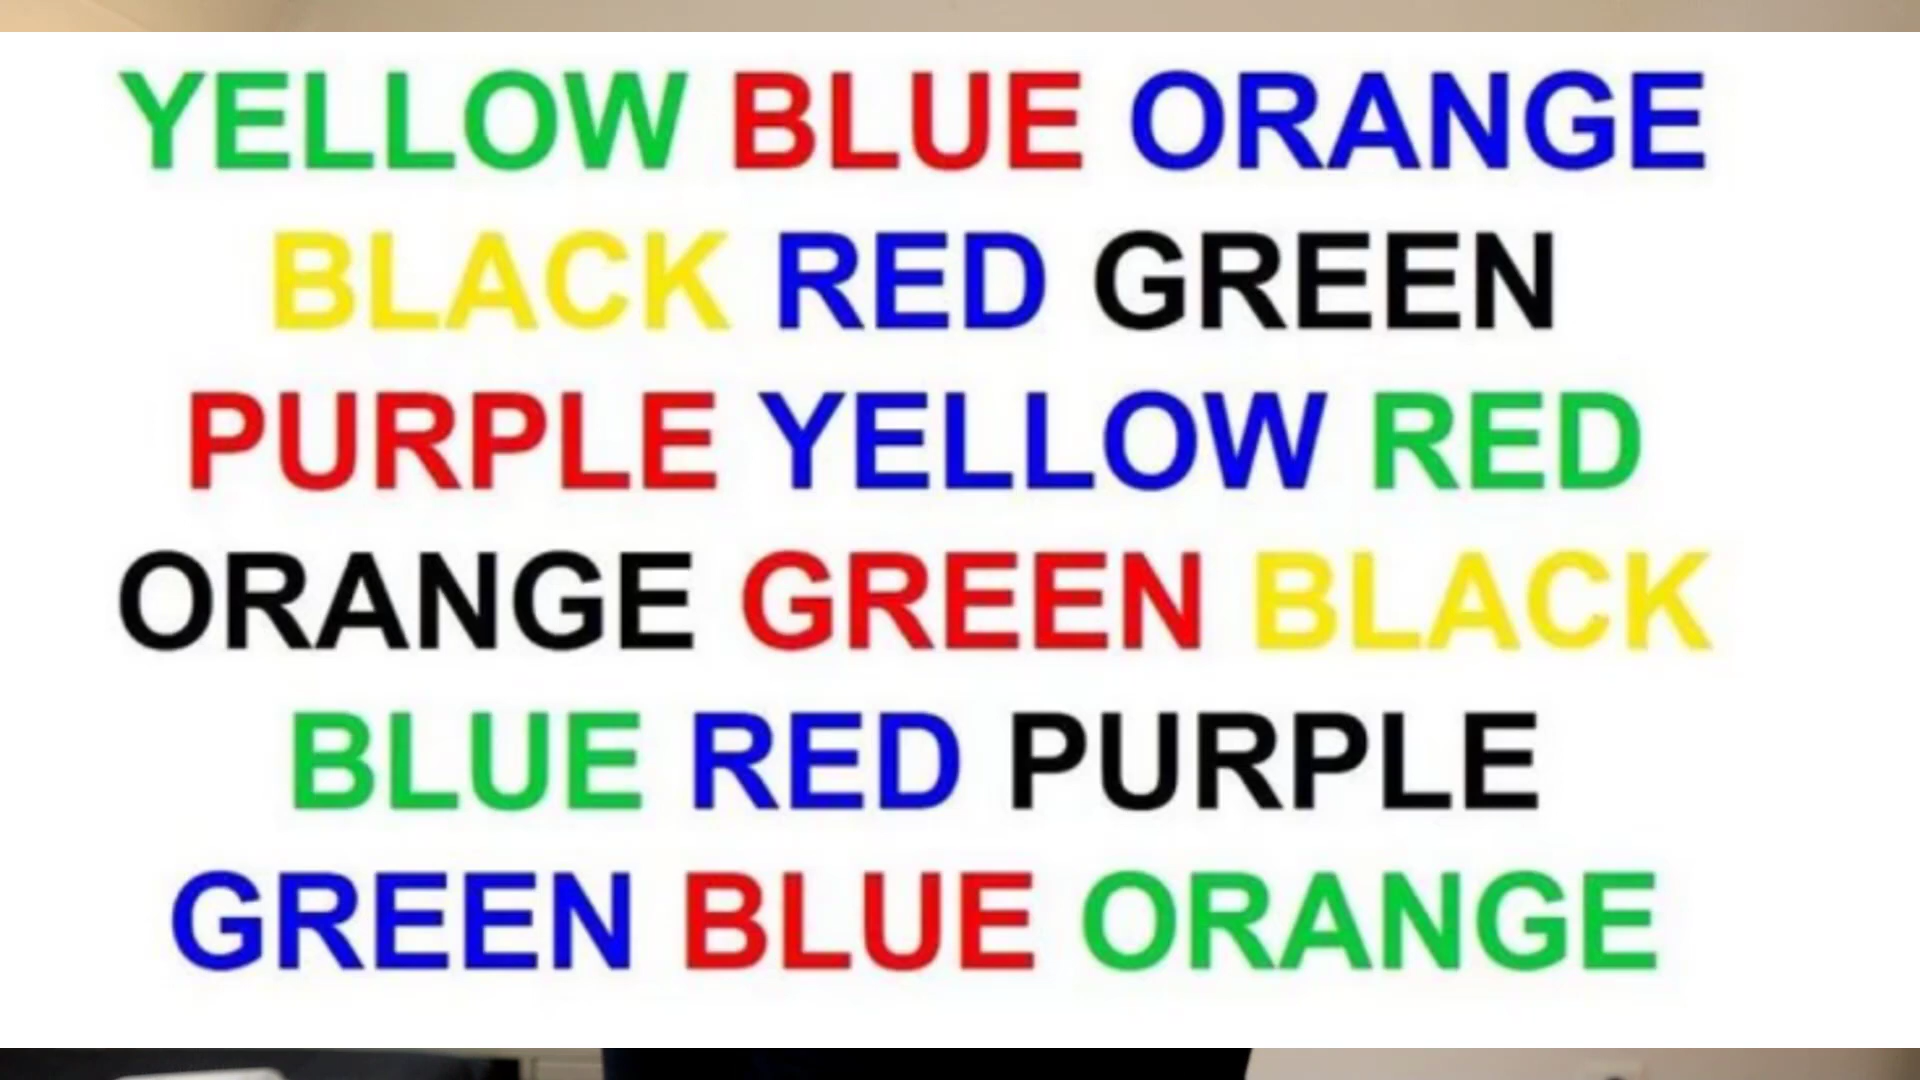 YELLOW BLUE ORANGE
BLACK RED GREEN
PURPLE YELLOW RED
ORANGE GREEN BLACK
BLUE RED PURPLE
GREEN BLUE ORANGE